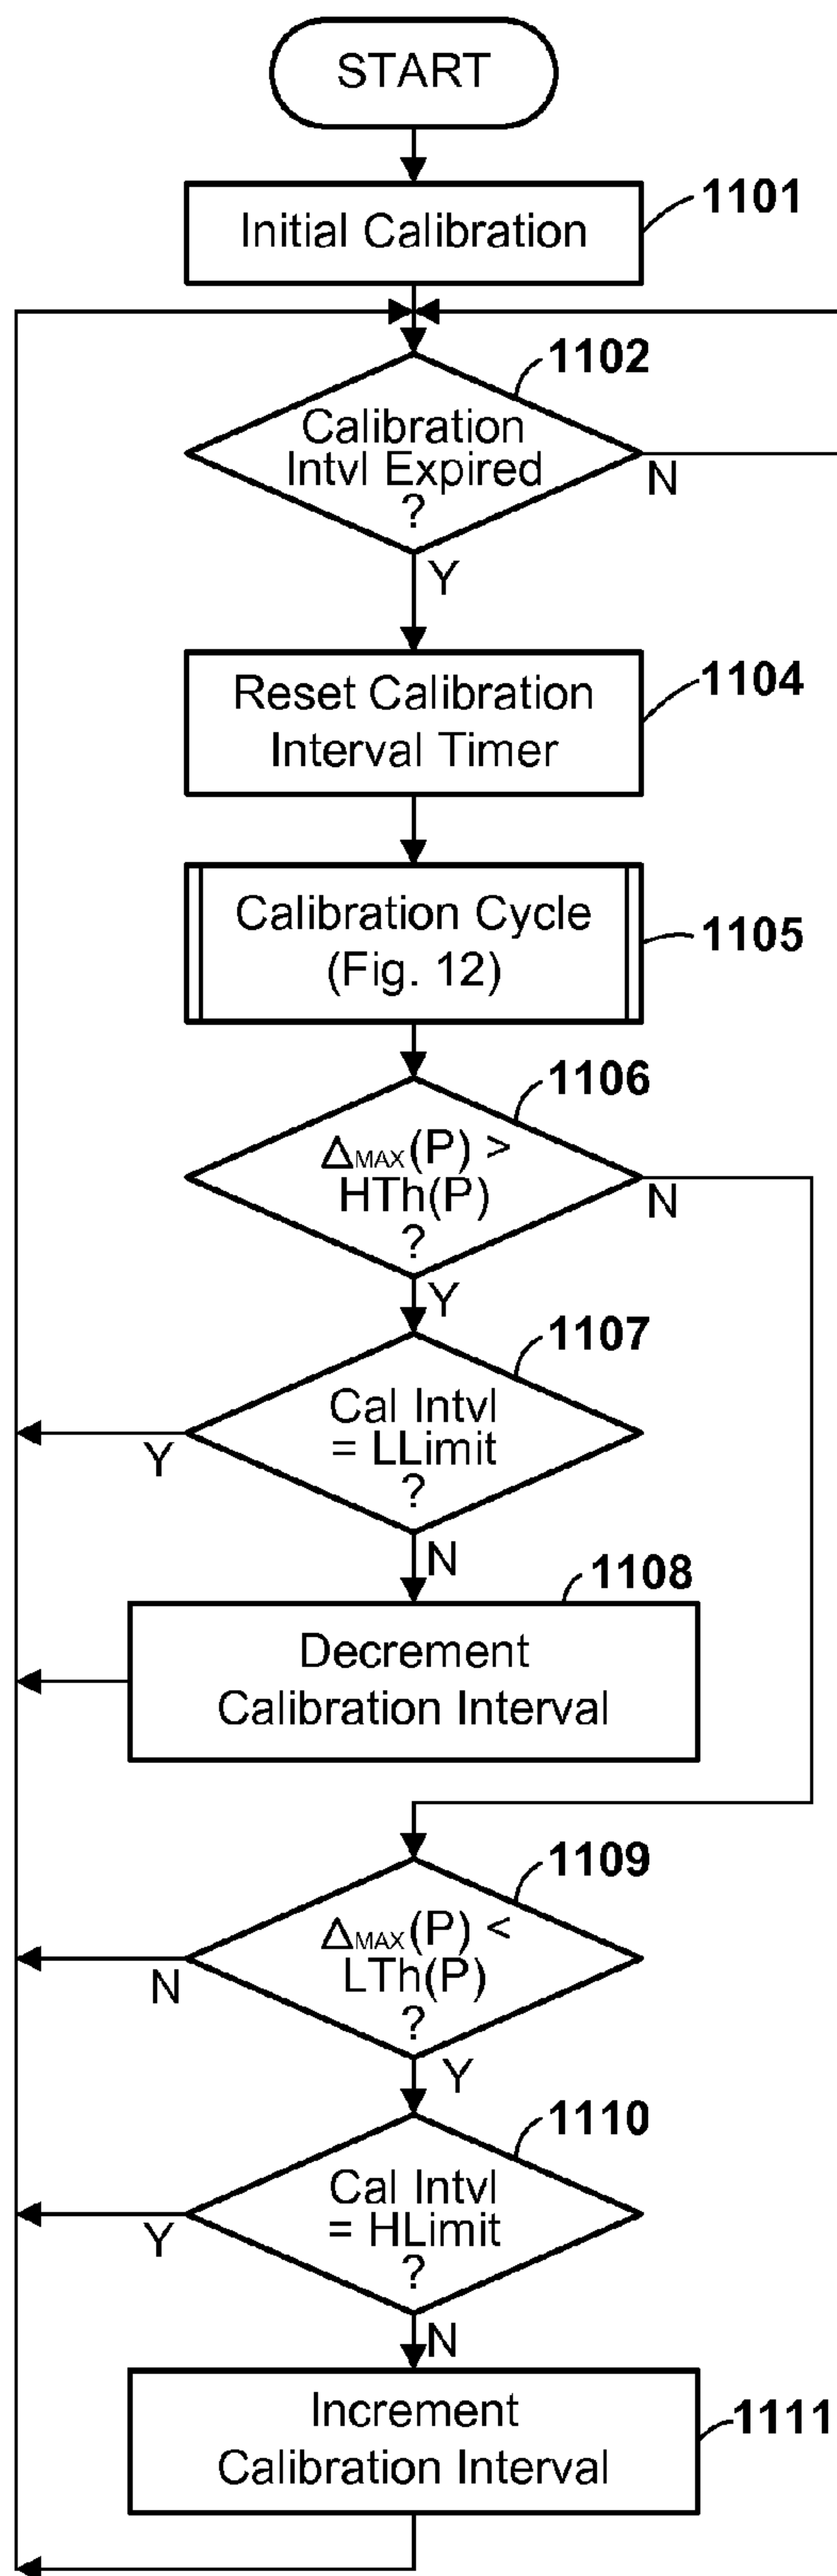 START
Initial Calibration
1101
1102
Calibration
Intvl Expired
?
N
Y
Reset Calibration
Interval Timer
1104
Calibration Cycle
(Fig. 12)
1105
1106
ΔMAX(P) >
HTh(P)
?
N
Y
1107
Cal Intvl
= LLimit
?
Y
N
1108
Decrement
Calibration Interval
1109
ΔMAX(P) <
LTh(P)
?
N
Y
1110
Cal Intvl
= HLimit
?
Y
N
Increment
Calibration Interval
1111